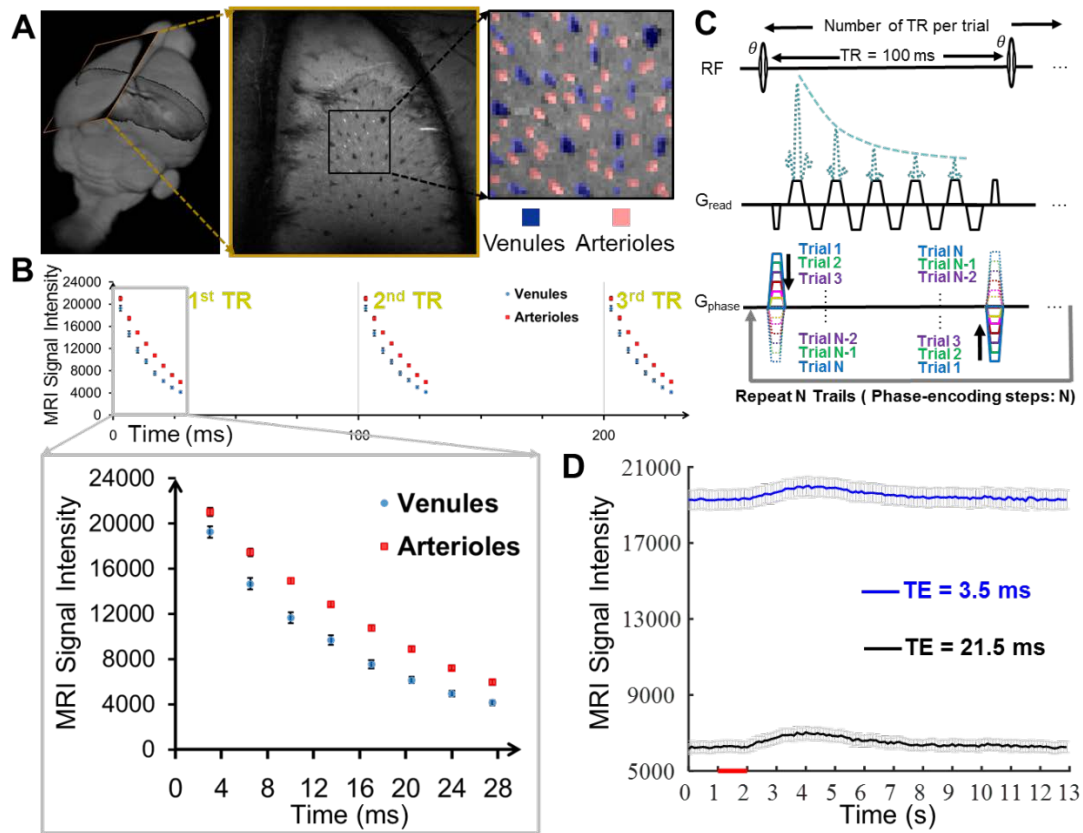 A
Venules
Arterioles
B
24000
20000
16000
12000
8000
4000
0
MRI Signal Intensity
1st TR
2nd TR
3rd TR
Venules
Arterioles
0
100
200
Time (ms)
24000
20000
16000
12000
8000
4000
0
MRI Signal Intensity
Venules
Arterioles
0 4 8 12 16 20 24 28
Time (ms)
C
Number of TR per trial
θ
TR = 100 ms
θ
RF
...
Gread
...
Trial 1
Trial 2
Trial 3
Trial N
Trial N-1
Trial N-2
Gphase
...
Trial N-2
Trial N-1
Trial N
Trial 3
Trial 2
Trial 1
Repeat N Trails ( Phase-encoding steps: N)
D
21000
19000
17000
15000
13000
11000
9000
7000
5000
MRI Signal Intensity
TE = 3.5 ms
TE = 21.5 ms
0 1 2 3 4 5 6 7 8 9 10 11 12 13
Time (s)